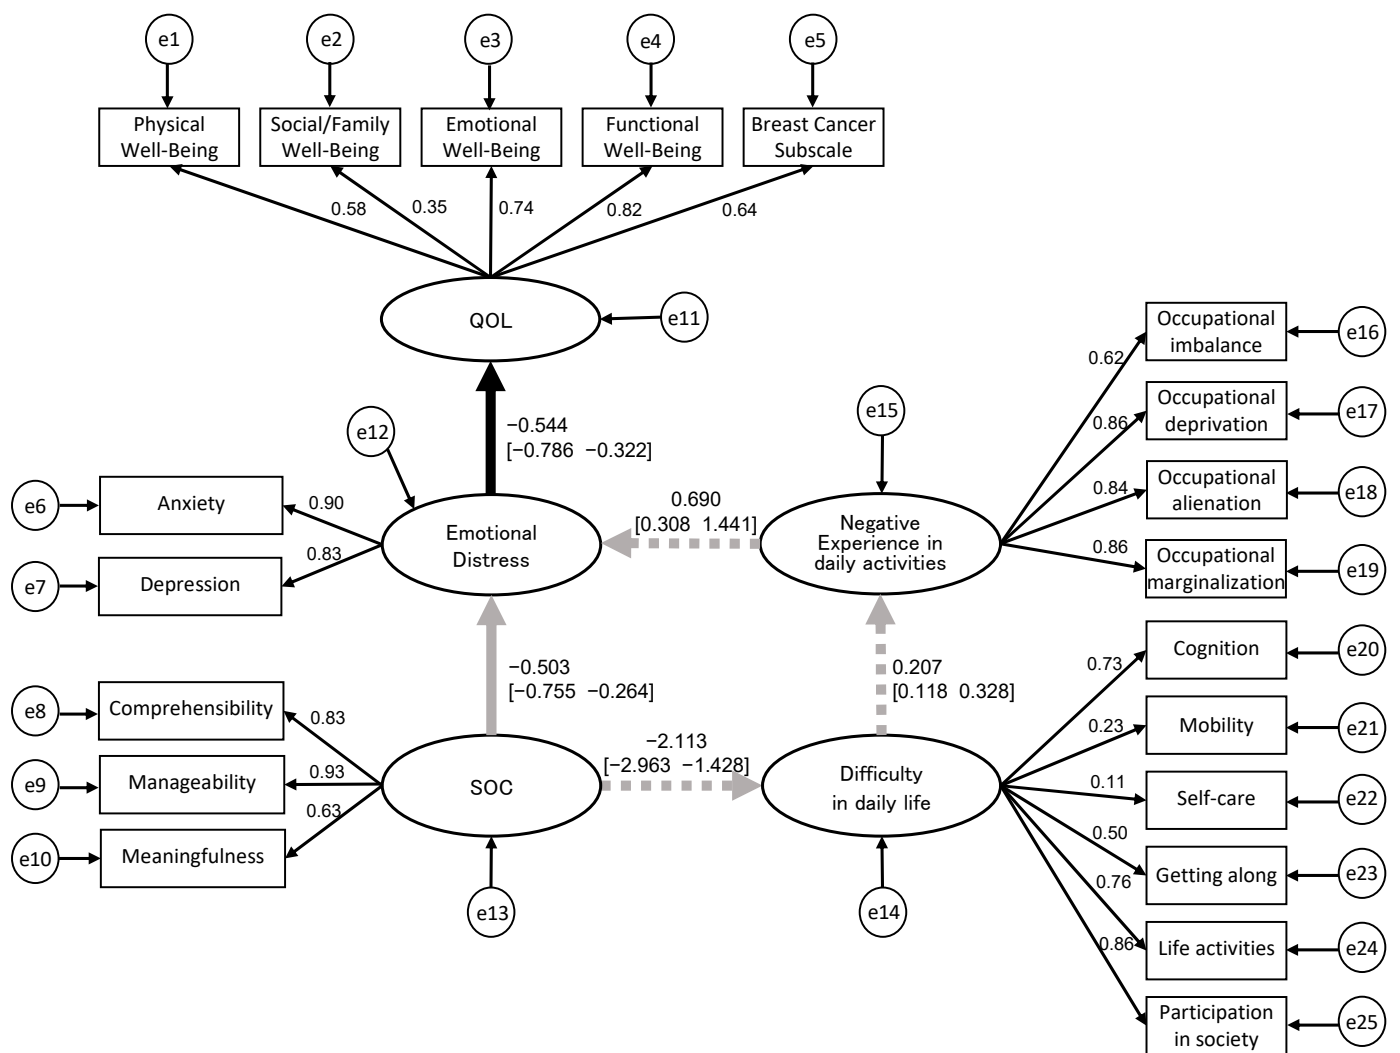 e1
e2
e3
e4
e5
Physical
Well-Being
Social/Family
Well-Being
Emotional
Well-Being
Functional
Well-Being
Breast Cancer
Subscale
0.58
0.35
0.74
0.82
0.64
QOL
e11
e12
−0.544
[−0.786 −0.322]
e15
Occupational
imbalance
e16
0.62
Occupational
deprivation
e17
0.86
Occupational
alienation
e18
0.84
Occupational
marginalization
e19
0.86
e6
Anxiety
0.90
e7
Depression
0.83
Emotional
Distress
0.690
[0.308 1.441]
Negative
Experience in
daily activities
−0.503
[−0.755 −0.264]
0.207
[0.118 0.328]
e8
Comprehensibility
0.83
e9
Manageability
0.93
e10
Meaningfulness
0.63
SOC
−2.113
[−2.963 −1.428]
Difficulty
in daily life
e13
e14
0.73
Cognition
e20
0.23
Mobility
e21
0.11
Self-care
e22
0.50
Getting along
e23
0.76
Life activities
e24
0.86
Participation
in society
e25